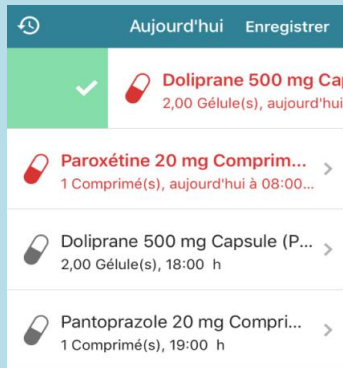 Aujourd'hui Enregistrer
Doliprane 500 mg Ca
2,00 Gélule(s), aujourd'hui
Paroxétine 20 mg Comprim...
1 Comprimé(s), aujourd'hui à 08:00...
Doliprane 500 mg Capsule (P...
2,00 Gélule(s), 18:00 h
Pantoprazole 20 mg Compri...
1 Comprimé(s), 19:00 h